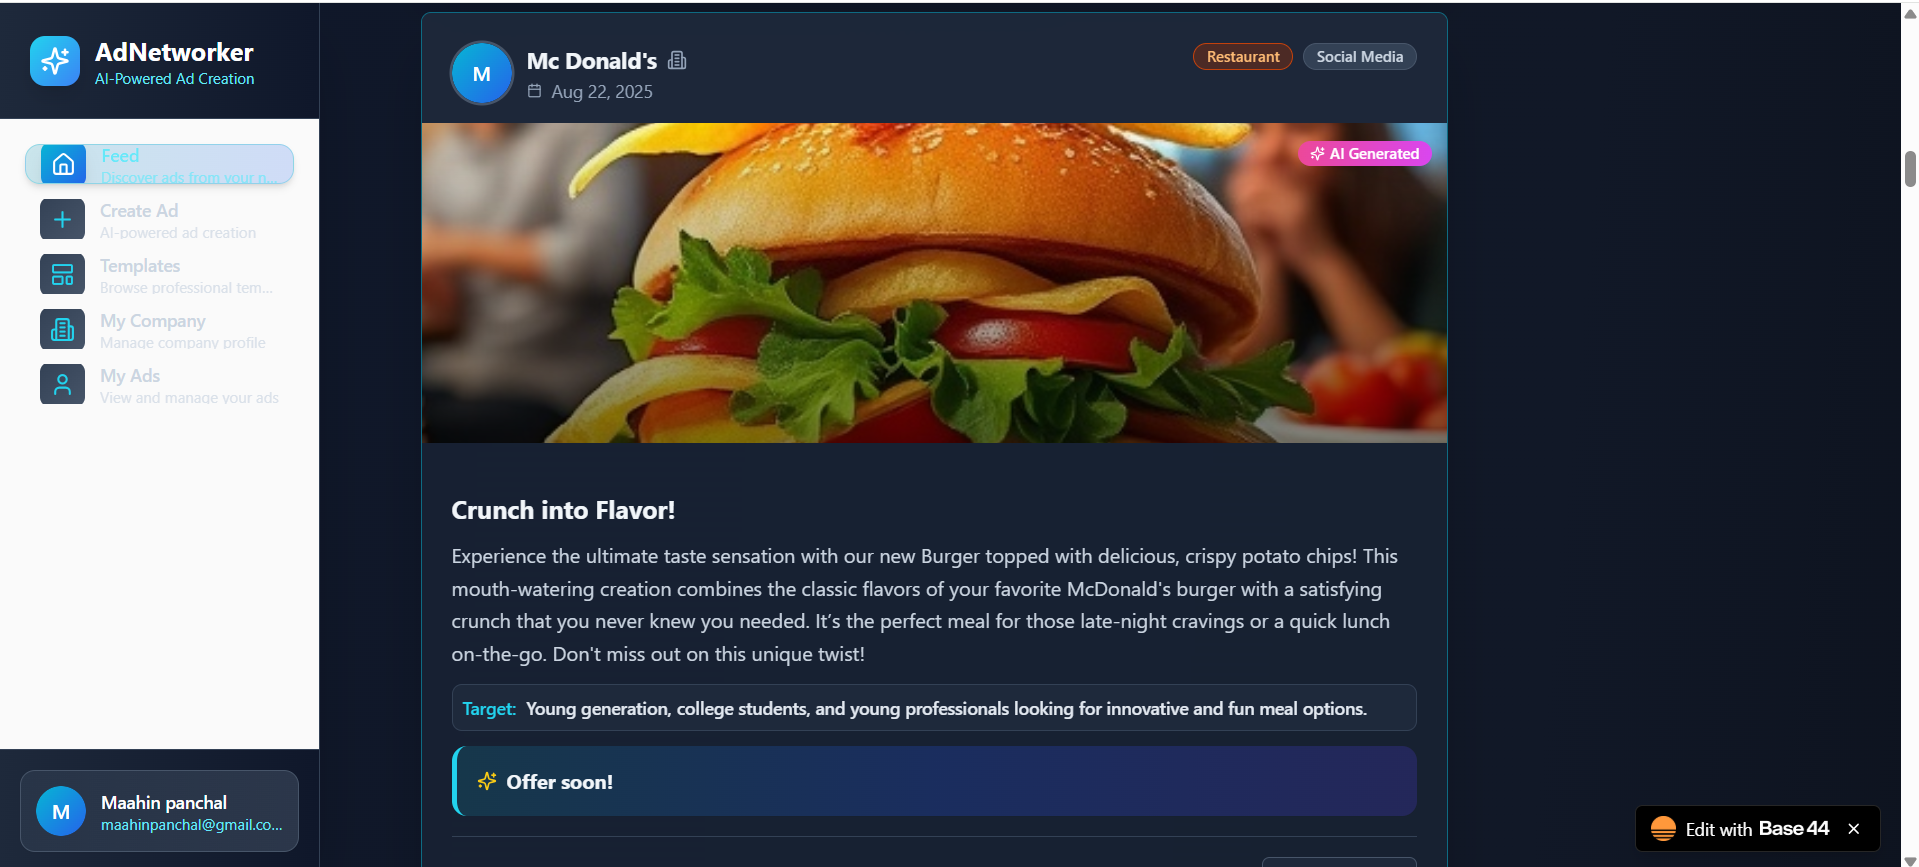 AdNetworker
AI-Powered Ad Creation
Feed
Discover ads from your n...
Create Ad
AI-powered ad creation
Templates
Browse professional tem...
My Company
Manage company profile
My Ads
View and manage your ads
M
Maahin panchal
maahinpanchal@gmail.co...
M
Mc Donald's
Aug 22, 2025
Restaurant
Social Media
AI Generated
Crunch into Flavor!
Experience the ultimate taste sensation with our new Burger topped with delicious, crispy potato chips! This
mouth-watering creation combines the classic flavors of your favorite McDonald's burger with a satisfying
crunch that you never knew you needed. It’s the perfect meal for those late-night cravings or a quick lunch
on-the-go. Don't miss out on this unique twist!
Target: Young generation, college students, and young professionals looking for innovative and fun meal options.
Offer soon!
Edit with Base44